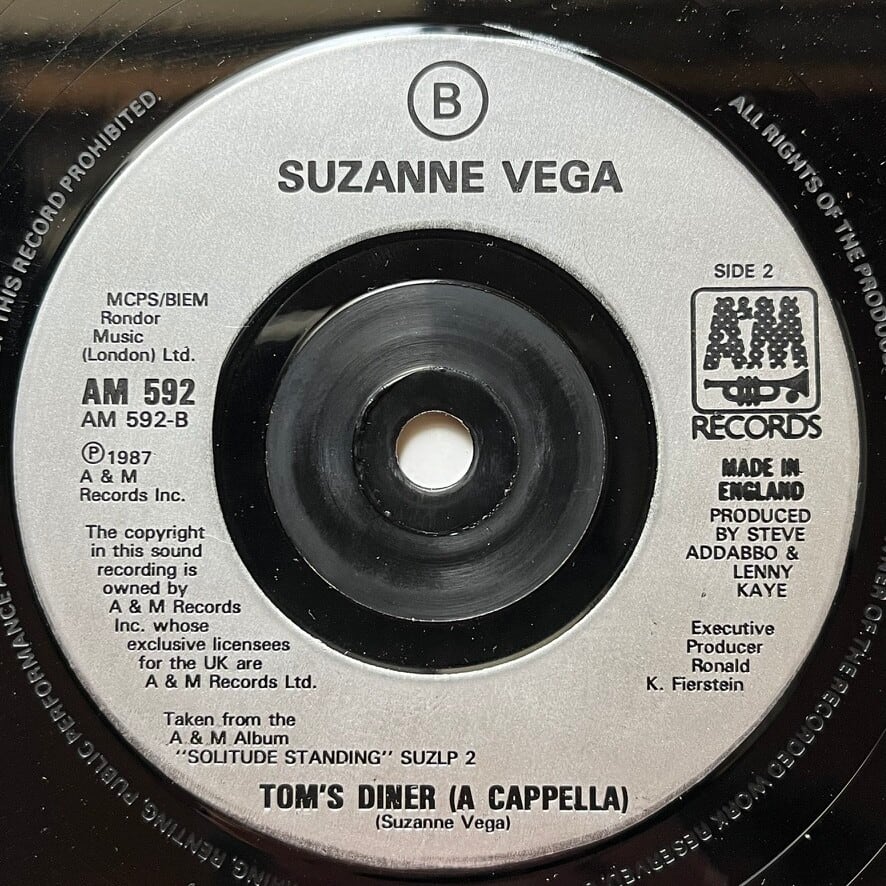 B
SUZANNE VEGA
SIDE 2
A&M
RECORDS
MADE IN
ENGLAND
PRODUCED
BY STEVE
ADDABBO &
LENNY
KAYE
Executive
Producer
Ronald
K. Fierstein
MCPS/BIEM
Rondor
Music
(London) Ltd.
AM 592
AM 592-B
℗1987
A & M
Records Inc.
The copyright
in this sound
recording is
owned by
A & M Records
Inc. whose
exclusive licensees
for the UK are
A & M Records Ltd.
Taken from the
A & M Album
"SOLITUDE STANDING" SUZLP 2
TOM'S DINER (A CAPPELLA)
(Suzanne Vega)
ALL RIGHTS OF THE
OF THE RECORDED WORK
RENTING, PUBLIC PERFORMANCE
THIS RECORD PROHIBITED.